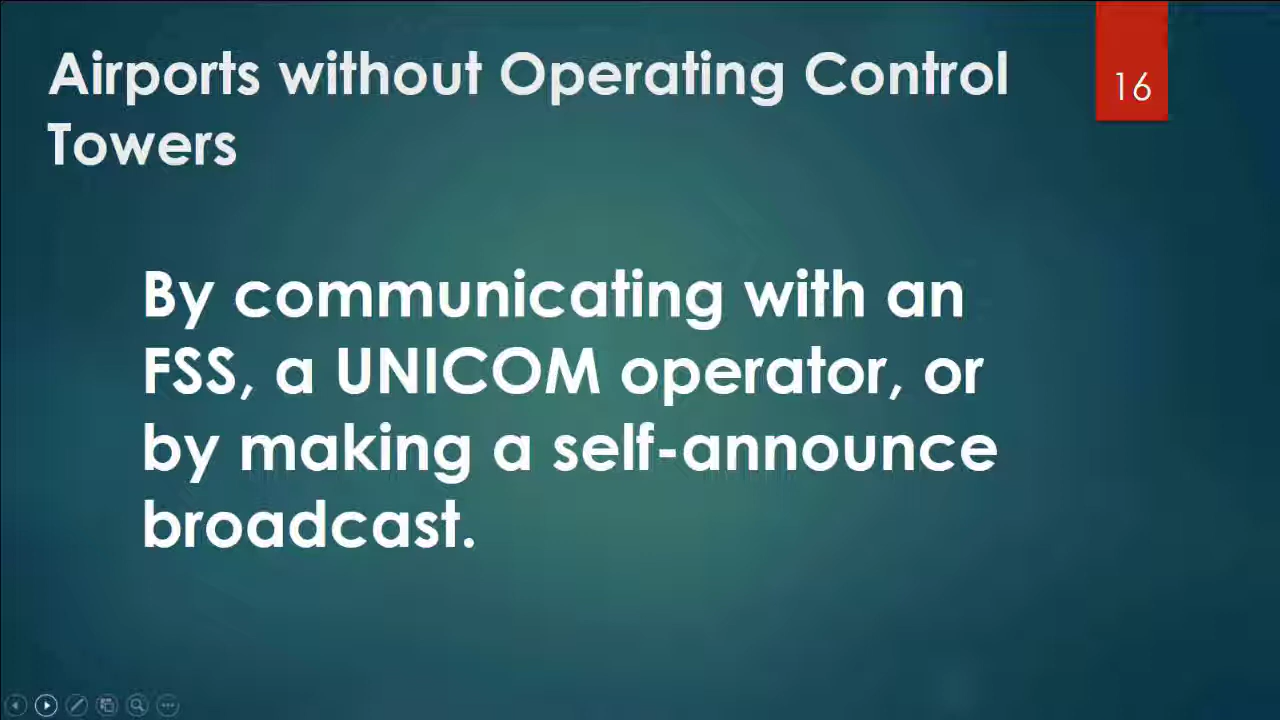 Airports without Operating Control
Towers
16
By communicating with an
FSS, a UNICOM operator, or
by making a self-announce
broadcast.